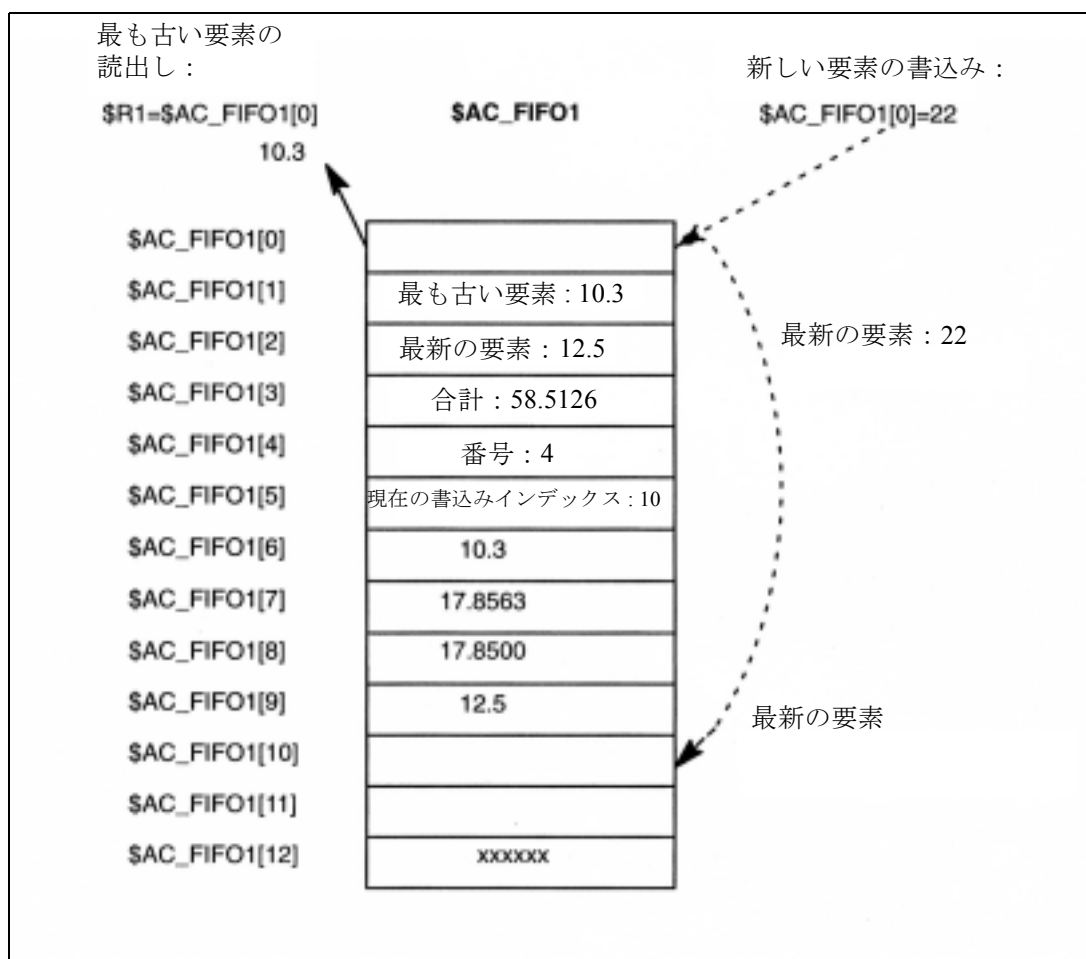 最も古い要素の
読出し：
新しい要素の書込み：
$R1=$AC_FIFO1[0]
$AC_FIFO1
$AC_FIFO1[0]=22
10.3
$AC_FIFO1[0]
$AC_FIFO1[1]
最も古い要素 : 10.3
$AC_FIFO1[2]
最新の要素：12.5
最新の要素：22
$AC_FIFO1[3]
合計：58.5126
$AC_FIFO1[4]
番号：4
$AC_FIFO1[5]
現在の書込みインデックス : 10
$AC_FIFO1[6]
10.3
$AC_FIFO1[7]
17.8563
$AC_FIFO1[8]
17.8500
$AC_FIFO1[9]
12.5
最新の要素
$AC_FIFO1[10]
$AC_FIFO1[11]
$AC_FIFO1[12]
xxxxxx